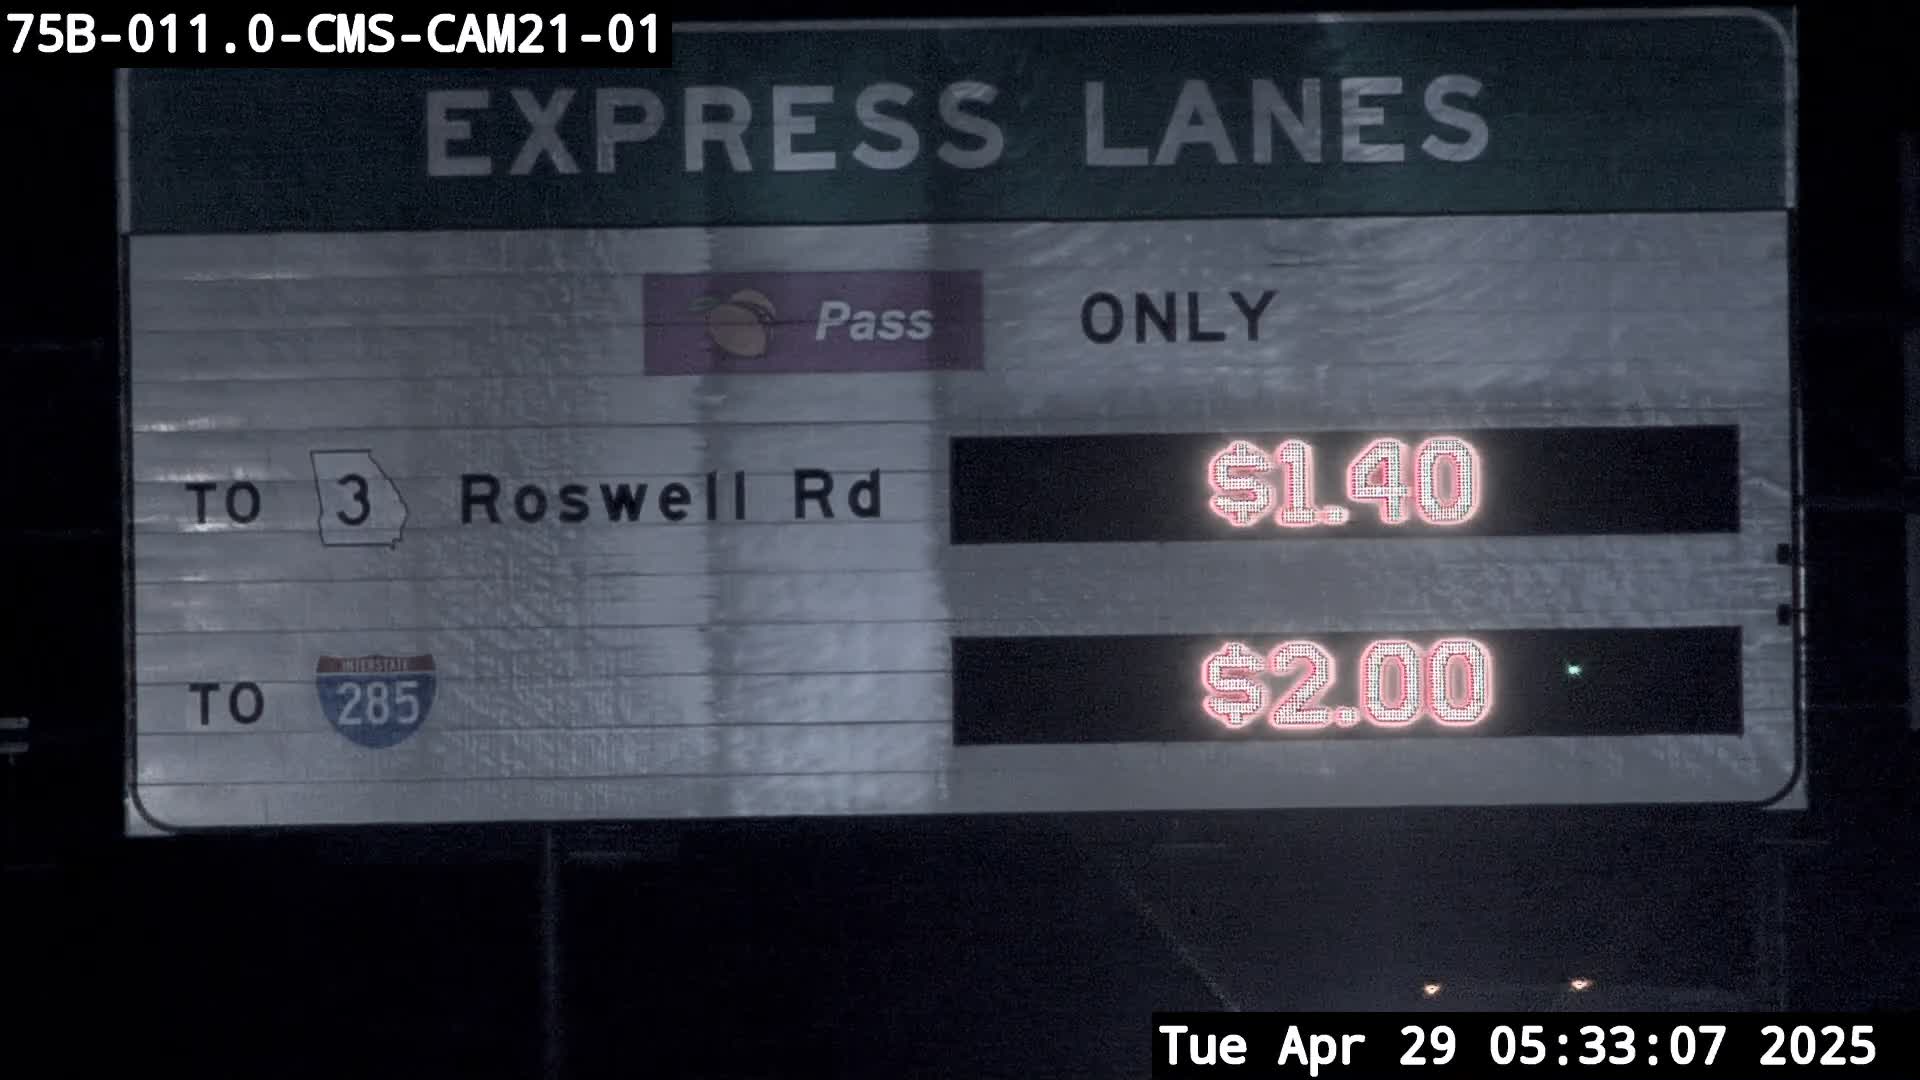 75B-011.0-CMS-CAM21-01
EXPRESS LANES
Pass ONLY
TO 3 Roswell Rd $1.40
TO INTERSTATE 285 $2.00
Tue Apr 29 05:33:07 2025